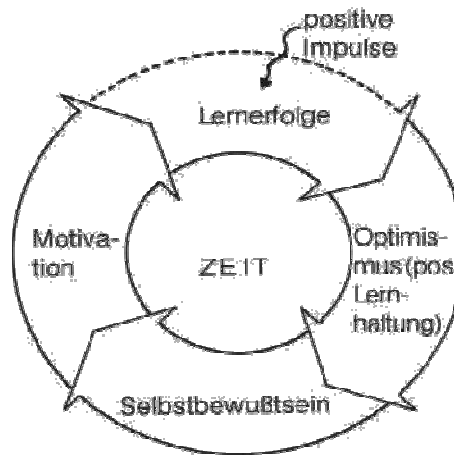 positive
Impulse
Lernerfolge
Motiva-
tion
ZEIT
Optimis-
mus(pos
Lern-
haltung)
Selbstbewußtsein